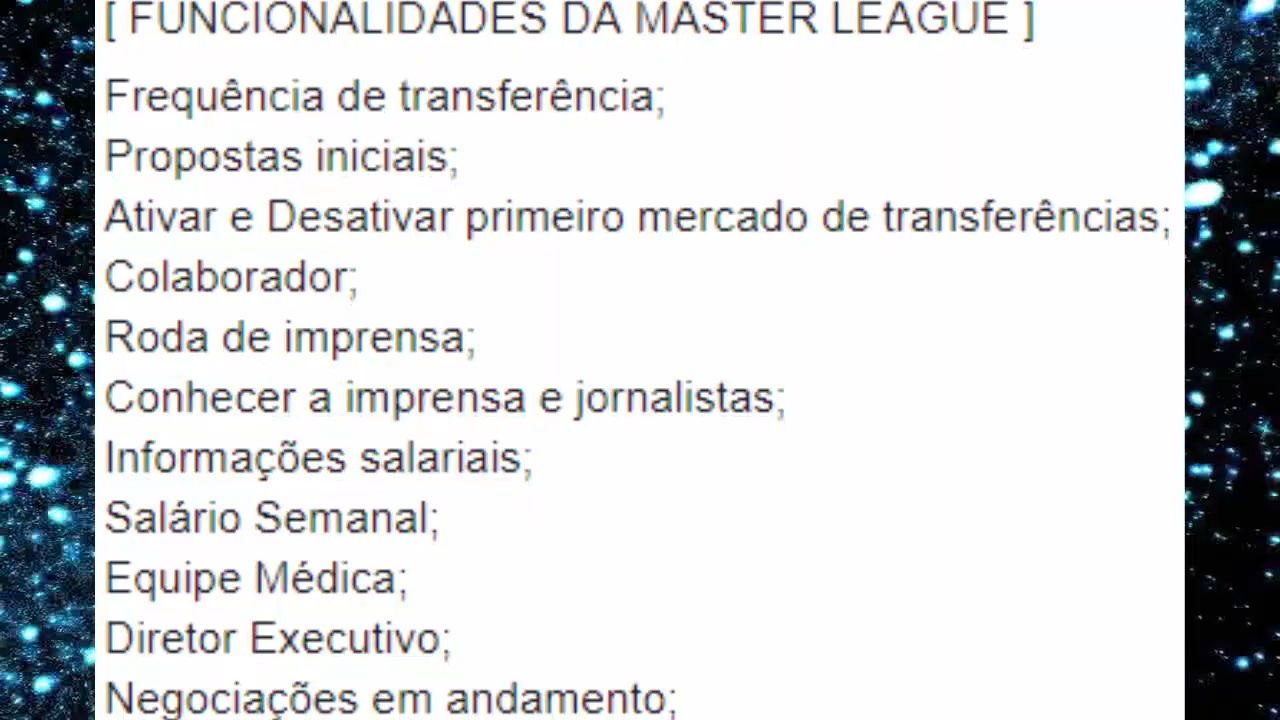 [ FUNCIONALIDADES DA MASTER LEAGUE ]
Frequência de transferência;
Propostas iniciais;
Ativar e Desativar primeiro mercado de transferências;
Colaborador;
Roda de imprensa;
Conhecer a imprensa e jornalistas;
Informações salariais;
Salário Semanal;
Equipe Médica;
Diretor Executivo;
Negociações em andamento;